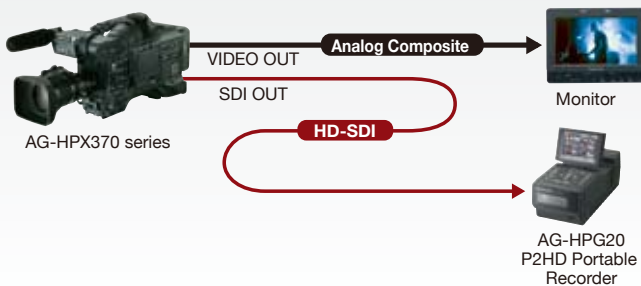 VIDEO OUT
Analog Composite
SDI OUT
Monitor
AG-HPX370 series
HD-SDI
AG-HPG20
P2HD Portable
Recorder